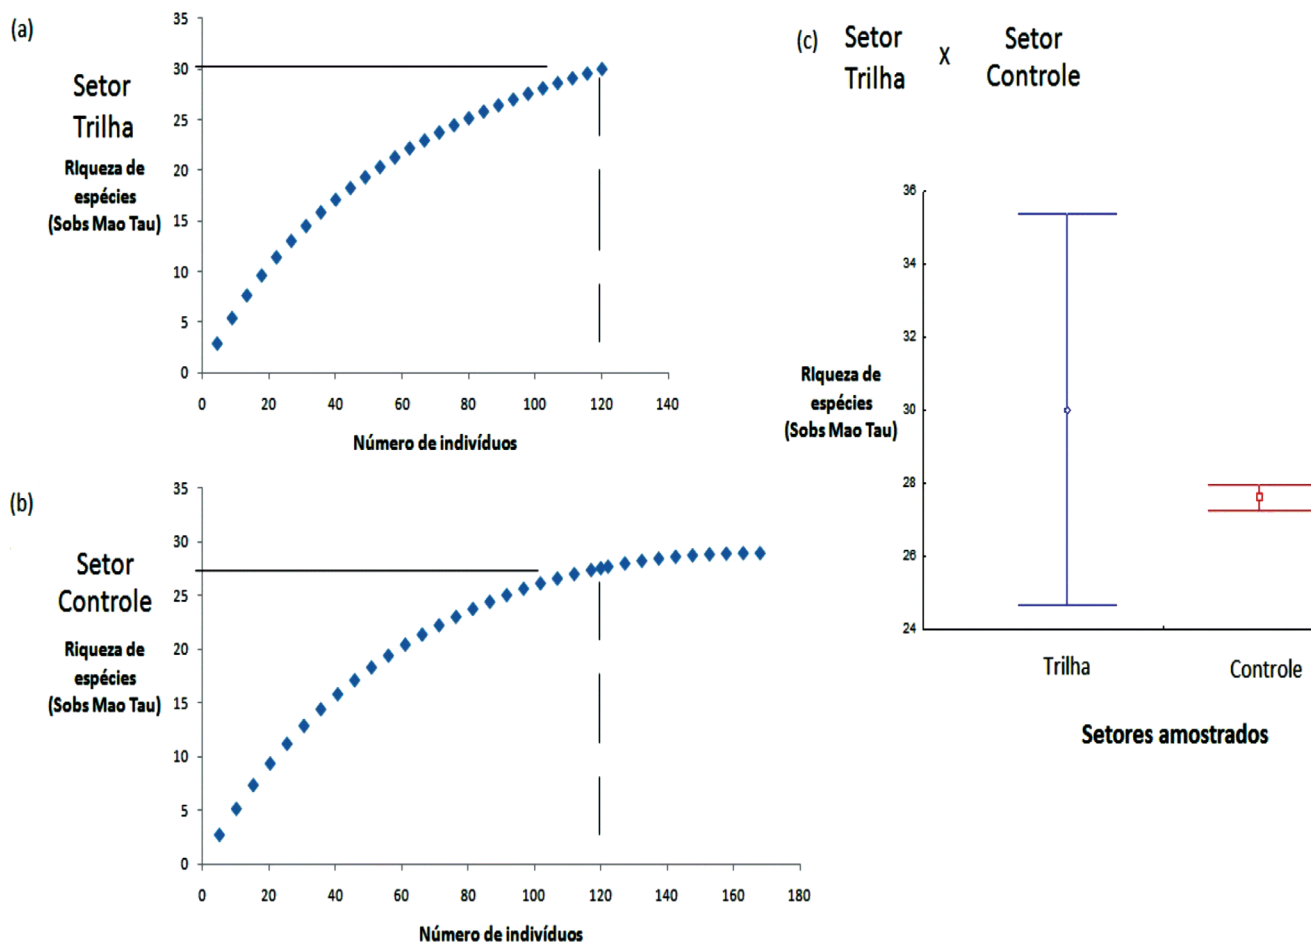 (a)
Setor
Trilha
RIqueza de
espécies
(Sobs Mao Tau)
35
30
25
20
15
10
5
0
0 20 40 60 80 100 120 140
Número de indivíduos
(b)
Setor
Controle
RIqueza de
espécies
(Sobs Mao Tau)
35
30
25
20
15
10
5
0
0 20 40 60 80 100 120 140 160 180
Número de indivíduos
(c)
Setor
Trilha
X
Setor
Controle
RIqueza de
espécies
(Sobs Mao Tau)
36
34
32
30
28
26
24
Trilha Controle
Setores amostrados